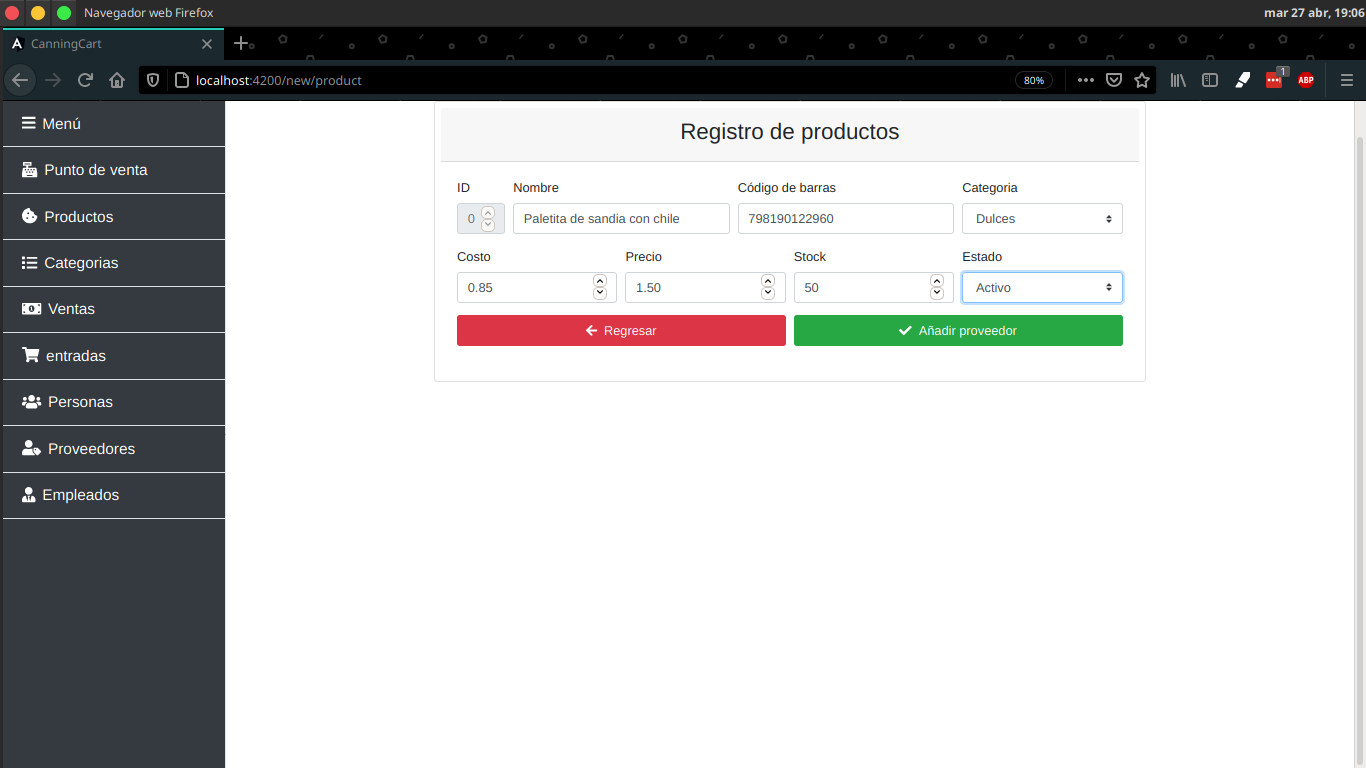 Navegador web Firefox
mar 27 abr, 19:06
CanningCart
localhost:4200/new/product
80%
1
ABP
Menú
Punto de venta
Productos
Categorias
Ventas
entradas
Personas
Proveedores
Empleados
Registro de productos
ID
Nombre
Código de barras
Categoria
0
Paletita de sandia con chile
798190122960
Dulces
Costo
Precio
Stock
Estado
0.85
1.50
50
Activo
Regresar
Añadir proveedor